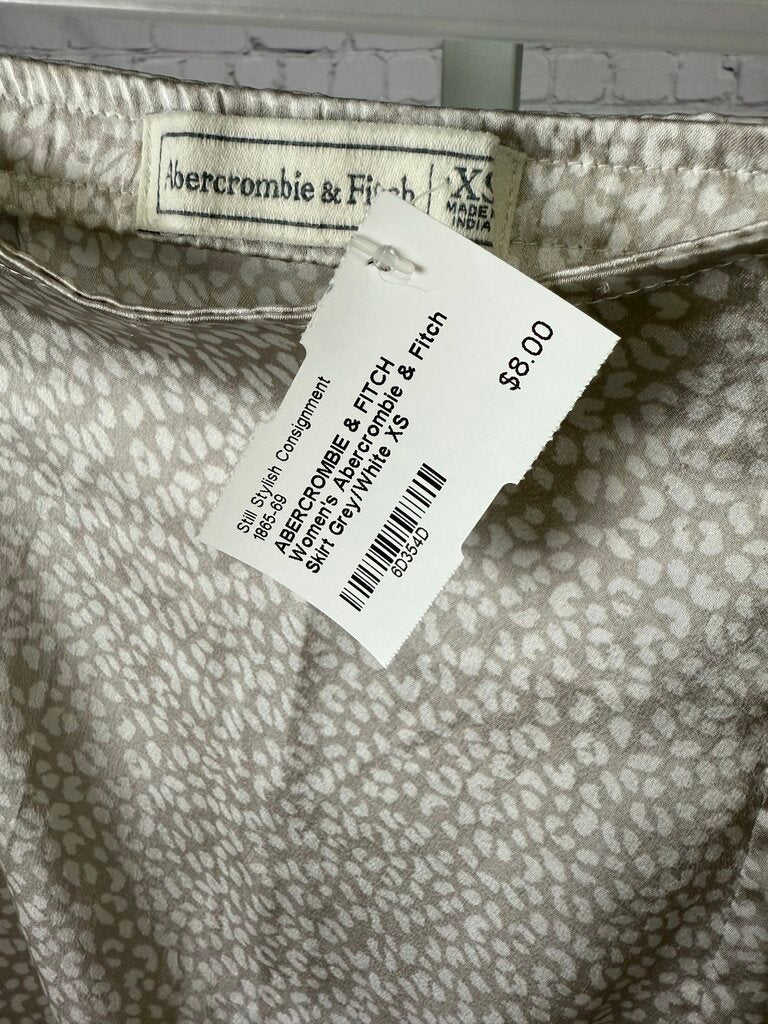 Abercrombie & Fitch XS
MADE
INDIA
$8.00
Still Stylish Consignment
1865-69
ABERCROMBIE & FITCH
Women's Abercrombie & Fitch
Skirt Grey/White XS
6D354D